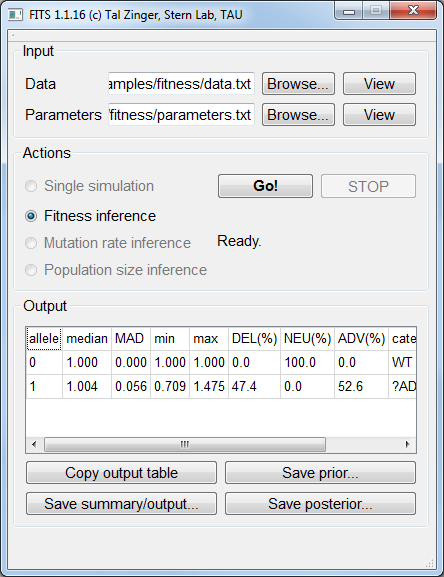 FITS 1.1.16 (c) Tal Zinger, Stern Lab, TAU
Input
Data amples/fitness/data.txt Browse... View
Parameters /fitness/parameters.txt Browse... View
Actions
Single simulation Go! STOP
Fitness inference
Mutation rate inference Ready.
Population size inference
Output
allele median MAD min max DEL(%) NEU(%) ADV(%) cate
0 1.000 0.000 1.000 1.000 0.0 100.0 0.0 WT
1 1.004 0.056 0.709 1.475 47.4 0.0 52.6 ?AD
Copy output table Save prior...
Save summary/output... Save posterior...